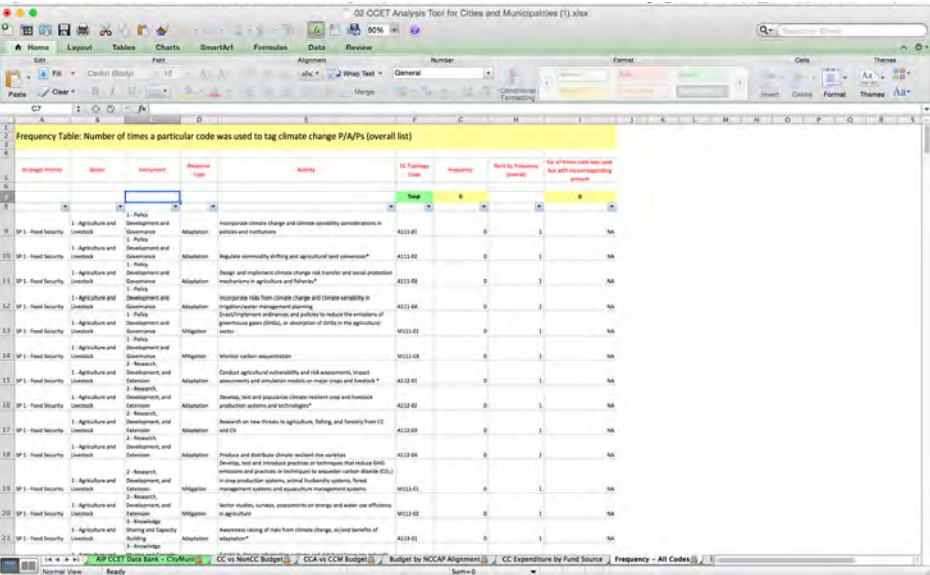 02 CCET Analysis Tool for Cities and Municipalities (1).xlsx
90%
Home Layout Tables Charts SmartArt Formulas Data Review
Edit Font Alignment Number Format Cells Themes
Fill Calibri (Body) 10 abc Wrap Text General
Paste Clear B I U Merge Conditional Formatting Insert Delete Format Themes Aa
C7 fx
A B C D E F G H I J K L M N O P Q R S
Frequency Table: Number of times a particular code was used to tag climate change P/A/Ps (overall list)
Strategic Priority Sector Instrument Response type Activity CC Typology Code Frequency Rank by frequency (overall) No. of times code was used but with no corresponding amount
Total 0 0
9 SP 1 - Food Security 1 - Agriculture and Livestock 1 - Policy Development and Governance Adaptation Incorporate climate change and climate variability considerations in policies and institutions A111-01 0 1 NA
10 SP 1 - Food Security 1 - Agriculture and Livestock 1 - Policy Development and Governance Adaptation Regulate commodity shifting and agricultural land conversion* A111-02 0 1 NA
11 SP 1 - Food Security 1 - Agriculture and Livestock 1 - Policy Development and Governance Adaptation Design and implement climate change risk transfer and social protection mechanisms in agriculture and fisheries* A111-03 0 1 NA
12 SP 1 - Food Security 1 - Agriculture and Livestock 1 - Policy Development and Governance Adaptation Incorporate risks from climate change and climate variability in irrigation/water management planning A111-04 0 1 NA
13 SP 1 - Food Security 1 - Agriculture and Livestock 1 - Policy Development and Governance Mitigation Enact/implement ordinances and policies to reduce the emissions of greenhouse gases (GHGs), or absorption of GHGs in the agricultural sector M111-01 0 1 NA
14 SP 1 - Food Security 1 - Agriculture and Livestock 1 - Policy Development and Governance Mitigation Monitor carbon sequestration 0 1 NA
15 SP 1 - Food Security 1 - Agriculture and Livestock 2 - Research, Development, and Extension Adaptation Conduct agricultural vulnerability and risk assessments, impact assessments and simulation models on major crops and livestock * A112-01 0 1 NA
16 SP 1 - Food Security 1 - Agriculture and Livestock 2 - Research, Development, and Extension Adaptation Develop, test and popularize climate resilient crop and livestock production systems and technologies* A112-02 0 1 NA
17 SP 1 - Food Security 1 - Agriculture and Livestock 2 - Research, Development, and Extension Adaptation Research on new threats to agriculture, fishing, and forestry from CC and CV A112-03 0 1 NA
18 SP 1 - Food Security 1 - Agriculture and Livestock 2 - Research, Development, and Extension Adaptation Produce and distribute climate resilient rice varieties A112-04 0 1 NA
19 SP 1 - Food Security 1 - Agriculture and Livestock 2 - Research, Development, and Extension Mitigation Develop, test and introduce practices or techniques that reduce GHG emissions and practices or techniques to sequester carbon dioxide (CO₂) in crop production systems, animal husbandry systems, forest management systems and aquaculture management systems M112-01 0 1 NA
20 SP 1 - Food Security 1 - Agriculture and Livestock 2 - Research, Development, and Extension Mitigation Sector studies, surveys, assessments on energy and water use efficiency in agriculture M112-02 0 1 NA
21 SP 1 - Food Security 1 - Agriculture and Livestock 3 - Knowledge Sharing and Capacity Building Adaptation Awareness raising of risks from climate change, or/and benefits of adaptation* A113-01 0 1 NA
3 - Knowledge
AIP CCET Data Bank - CityMuni CC vs NonCC Budget CCA vs CCM Budget Budget by NCCAP Alignment CC Expenditure by Fund Source Frequency - All Codes
Normal View Ready Sum=0